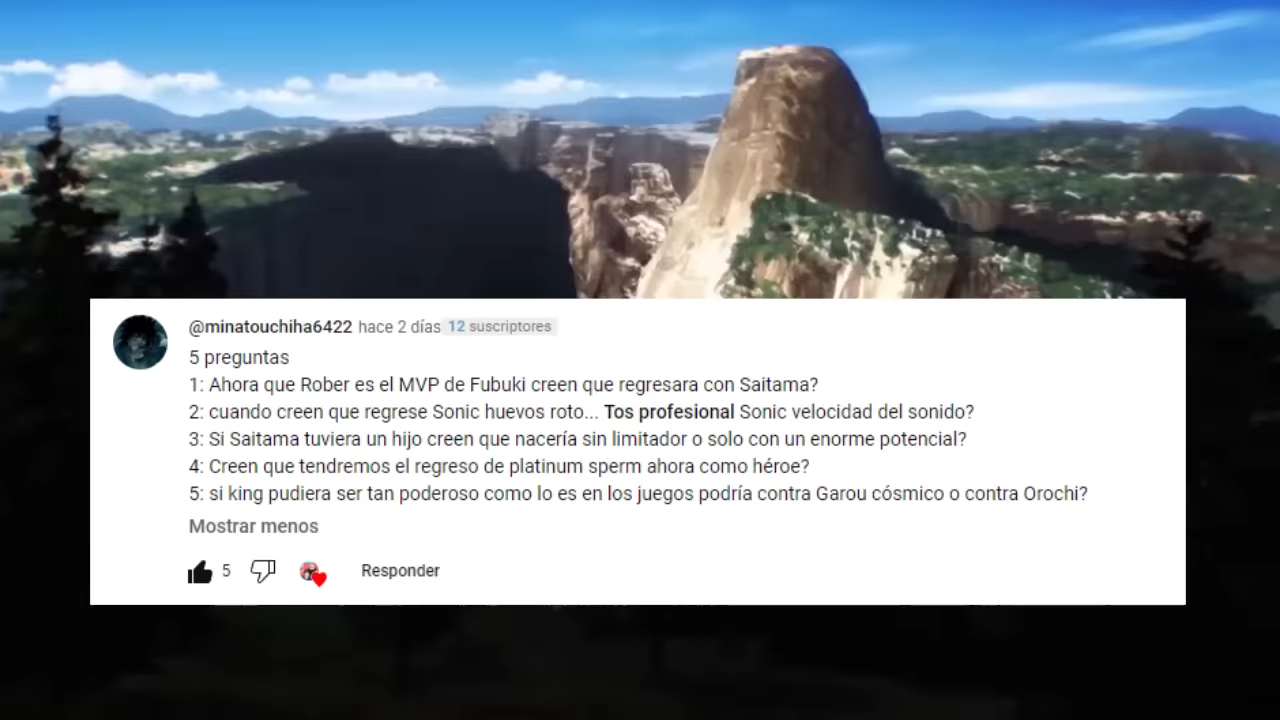 @minatouchiha6422 hace 2 días 12 suscriptores
5 preguntas
1: Ahora que Rober es el MVP de Fubuki creen que regresara con Saitama?
2: cuando creen que regrese Sonic huevos roto... Tos profesional Sonic velocidad del sonido?
3: Si Saitama tuviera un hijo creen que nacería sin limitador o solo con un enorme potencial?
4: Creen que tendremos el regreso de platinum sperm ahora como héroe?
5: si king pudiera ser tan poderoso como lo es en los juegos podría contra Garou cósmico o contra Orochi?
Mostrar menos
5 Responder